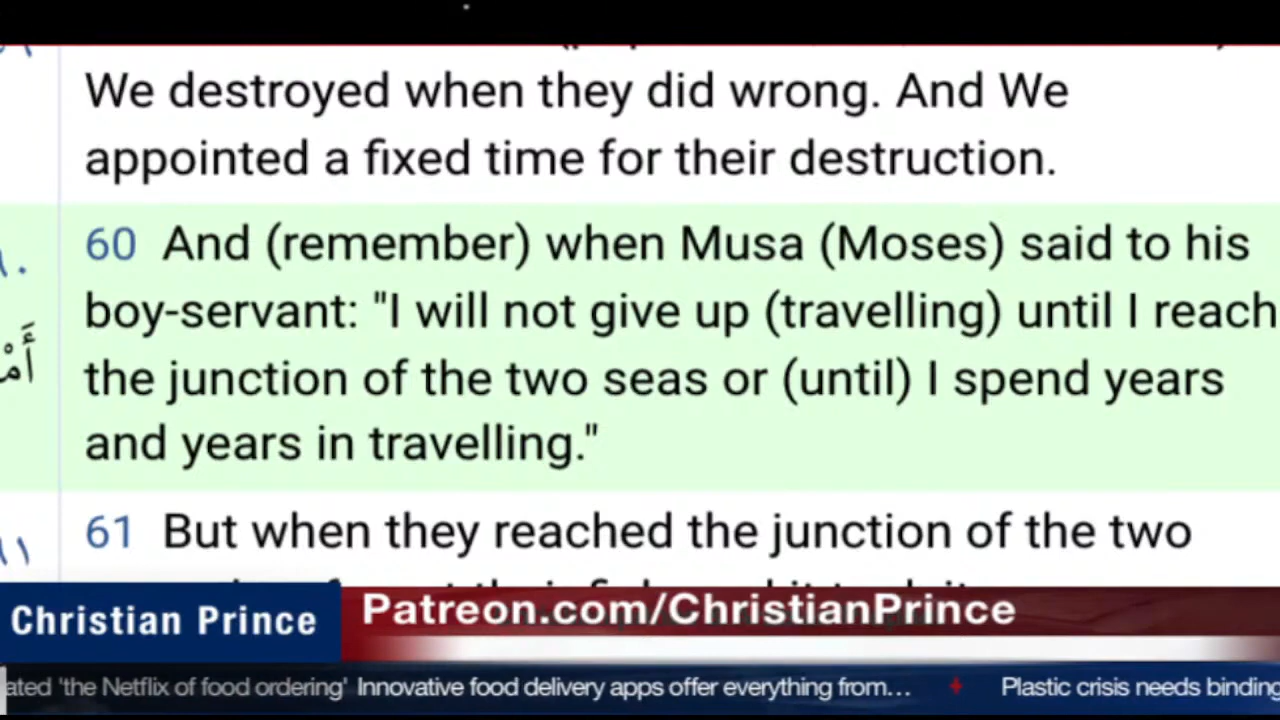 We destroyed when they did wrong. And We
appointed a fixed time for their destruction.
60 And (remember) when Musa (Moses) said to his
boy-servant: "I will not give up (travelling) until I reach
the junction of the two seas or (until) I spend years
and years in travelling."
61 But when they reached the junction of the two
Christian Prince
Patreon.com/ChristianPrince
ated 'the Netflix of food ordering' Innovative food delivery apps offer everything from... Plastic crisis needs binding